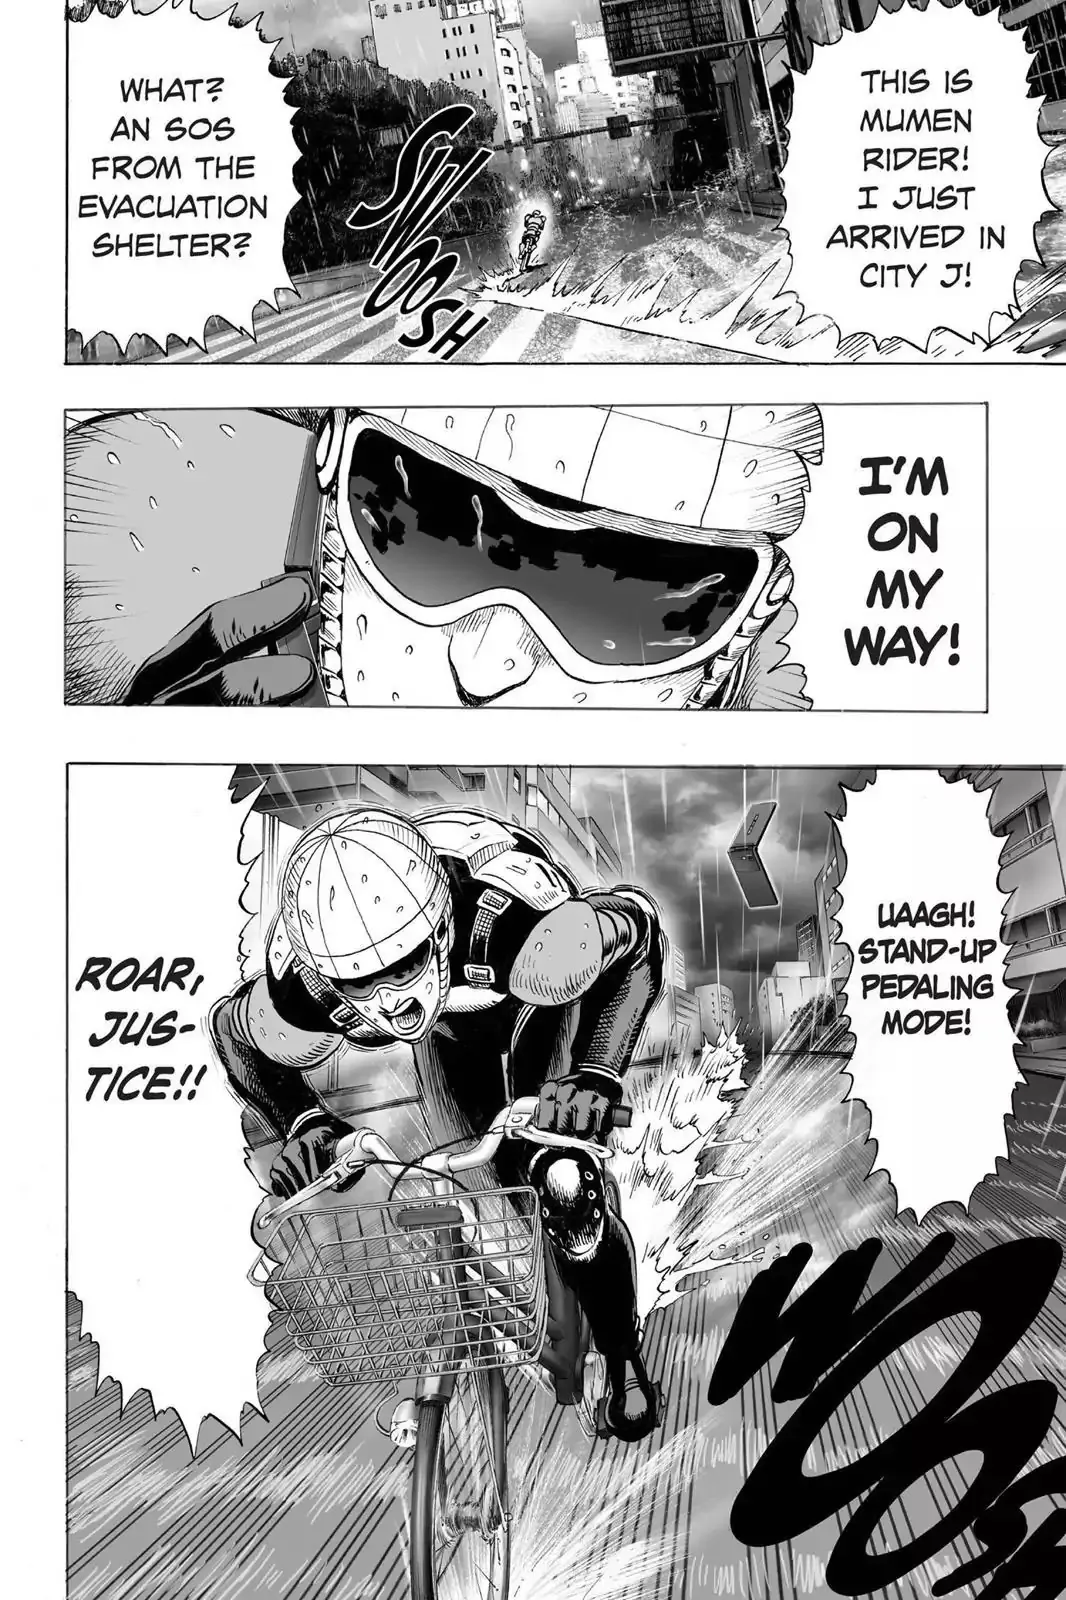 THIS IS
MUMEN
RIDER!
I JUST
ARRIVED IN
CITY J!
WHAT?
AN SOS
FROM THE
EVACUATION
SHELTER?
SWOOSH
I'M
ON
MY
WAY!
UAAGH!
STAND-UP
PEDALING
MODE!
ROAR,
JUS-
TICE!!
WOOSH